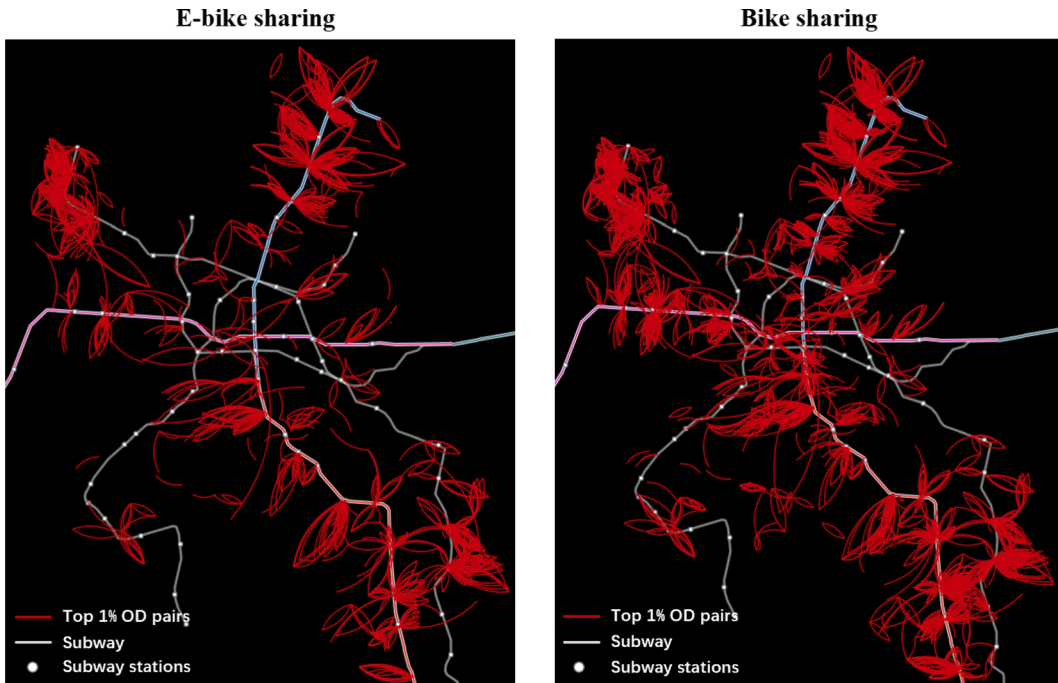 E-bike sharing
Bike sharing
Top 1% OD pairs
Subway
Subway stations
Top 1% OD pairs
Subway
Subway stations